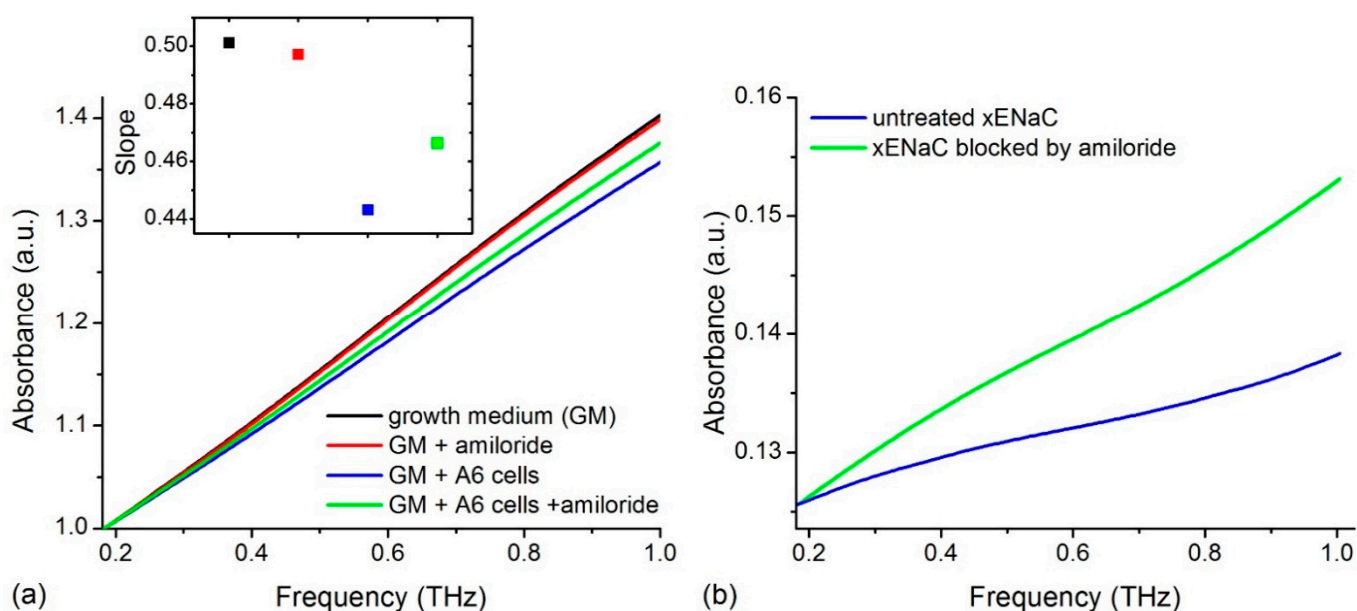 0.50
0.48
0.46
0.44
Slope
1.4
1.3
1.2
1.1
1.0
Absorbance (a.u.)
growth medium (GM)
GM + amiloride
GM + A6 cells
GM + A6 cells +amiloride
0.2 0.4 0.6 0.8 1.0
Frequency (THz)
(a)
0.16
0.15
0.14
0.13
Absorbance (a.u.)
untreated xENaC
xENaC blocked by amiloride
0.2 0.4 0.6 0.8 1.0
Frequency (THz)
(b)